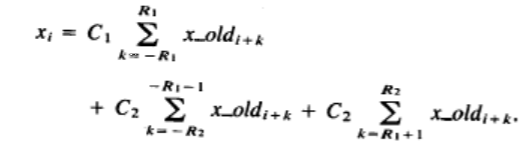 x_i = C_1 \sum_{k=-R_1}^{R_1} x\_old_{i+k}
+ C_2 \sum_{k=-R_2}^{-R_1-1} x\_old_{i+k} + C_2 \sum_{k=R_1+1}^{R_2} x\_old_{i+k}.